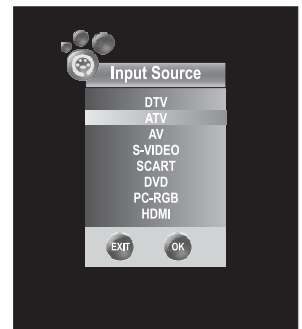 Input Source
DTV
ATV
AV
S-VIDEO
SCART
DVD
PC-RGB
HDMI
EXIT OK